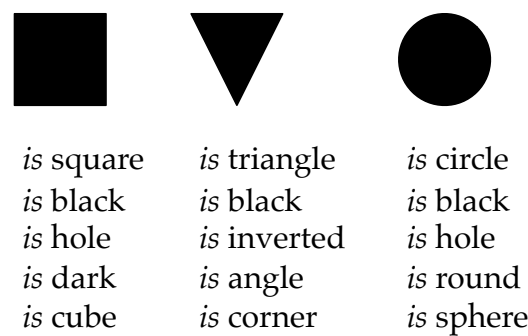 is square is triangle is circle
is black is black is black
is hole is inverted is hole
is dark is angle is round
is cube is corner is sphere